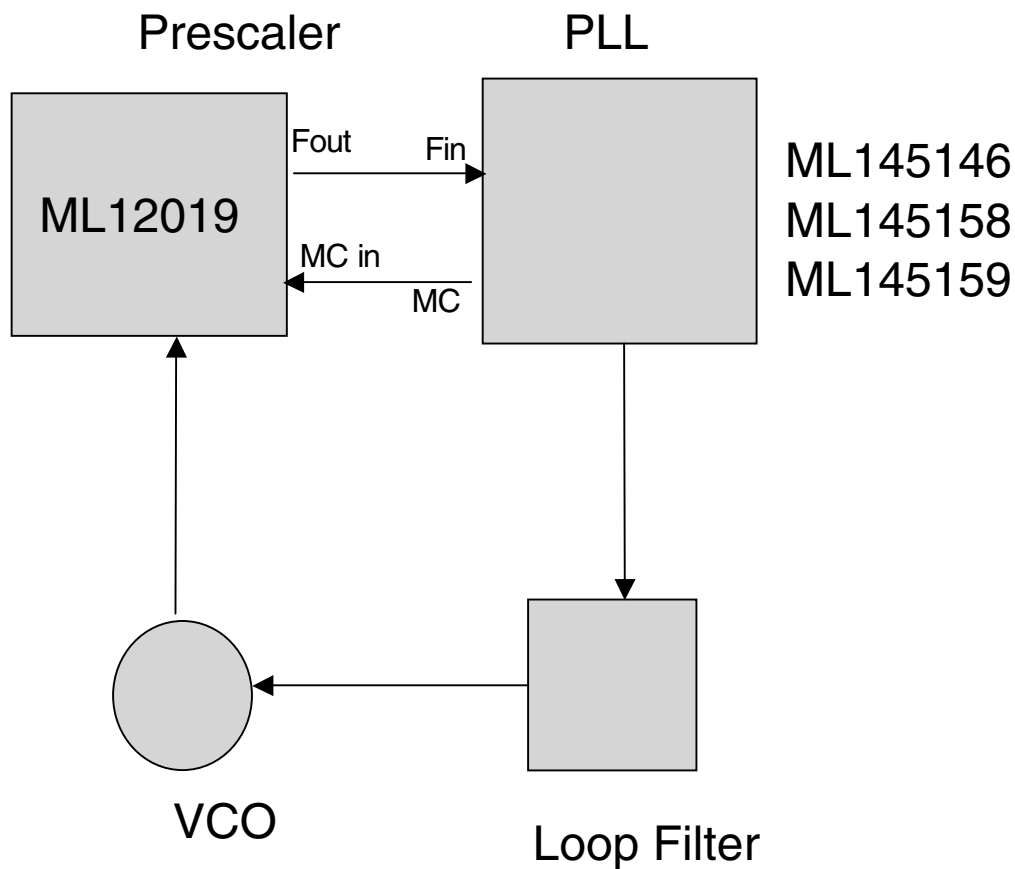 Prescaler
PLL
Fout
Fin
ML12019
MC in
MC
ML145146
ML145158
ML145159
VCO
Loop Filter